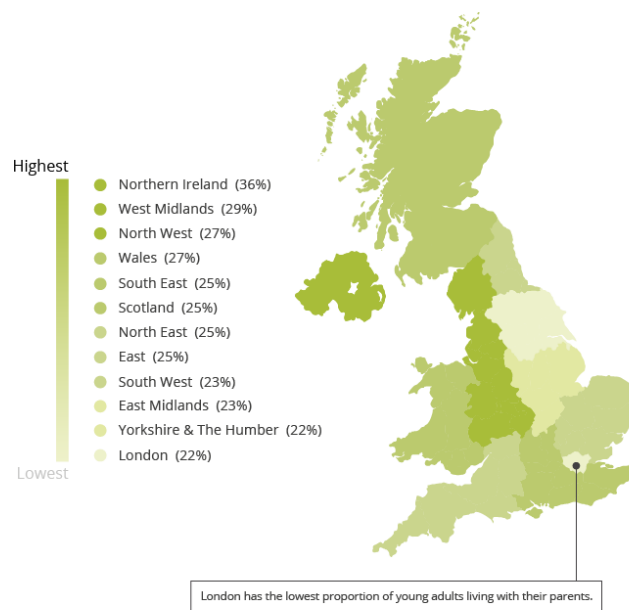 Highest
Northern Ireland (36%)
West Midlands (29%)
North West (27%)
Wales (27%)
South East (25%)
Scotland (25%)
North East (25%)
East (25%)
South West (23%)
East Midlands (23%)
Yorkshire & The Humber (22%)
London (22%)
Lowest
London has the lowest proportion of young adults living with their parents.